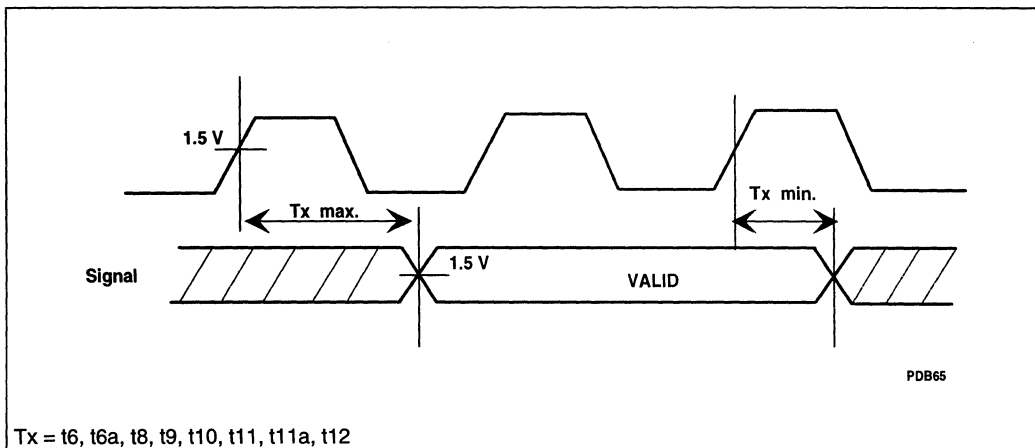 1.5 V
Tx max.
Tx min.
Signal
1.5 V
VALID
PDB65
Tx = t6, t6a, t8, t9, t10, t11, t11a, t12